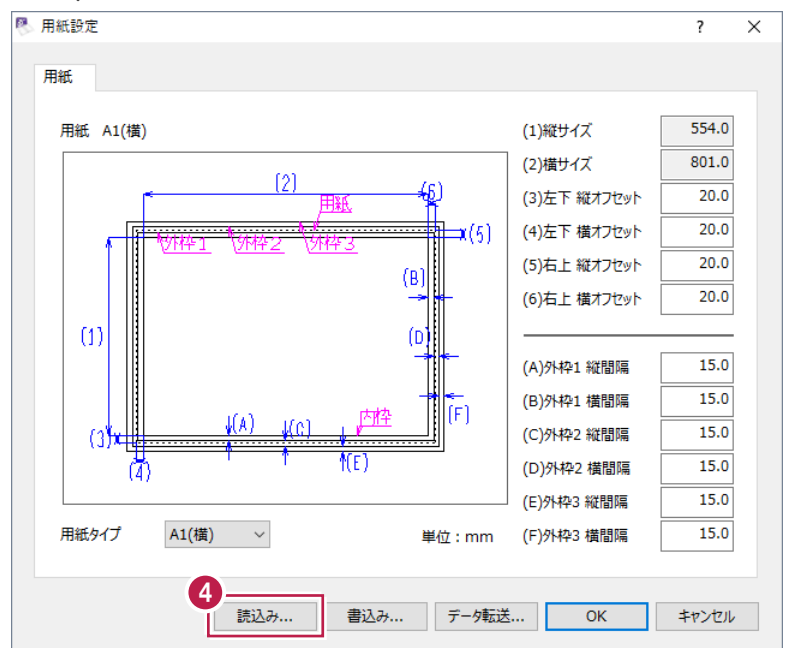 用紙設定
?
×
用紙
用紙 A1(横)
(1)縦サイズ 554.0
(2)横サイズ 801.0
(3)左下 縦オフセット 20.0
(4)左下 横オフセット 20.0
(5)右上 縦オフセット 20.0
(6)右上 横オフセット 20.0
(A)外枠1 縦間隔 15.0
(B)外枠1 横間隔 15.0
(C)外枠2 縦間隔 15.0
(D)外枠2 横間隔 15.0
(E)外枠3 縦間隔 15.0
(F)外枠3 横間隔 15.0
(2)
(6)
用紙
外枠1 外枠2 外枠3
(5)
(B)
(1)
(D)
(F)
内枠
(A)
(C)
(3)
(4)
(E)
用紙タイプ A1(横) 単位:mm
4
読込み... 書込み... データ転送... OK キャンセル